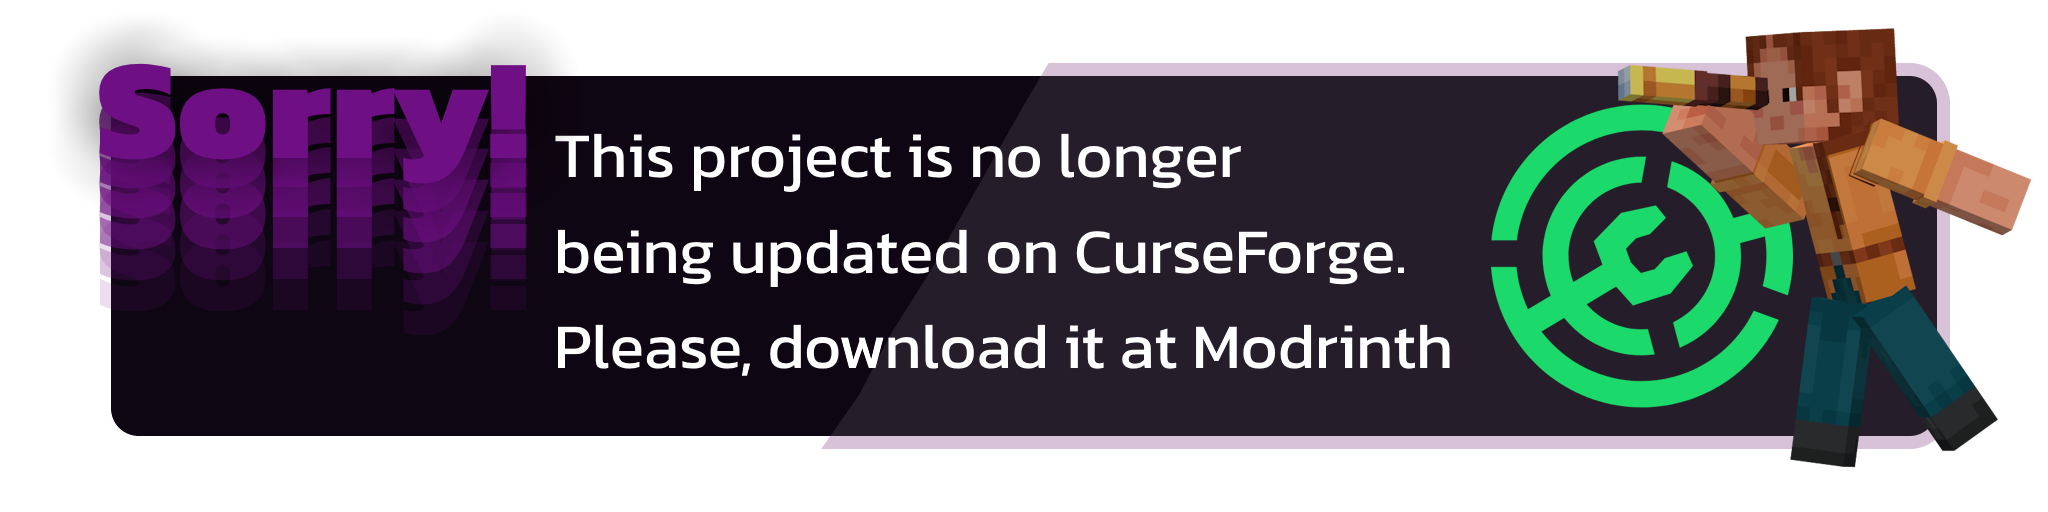 Sorry!
This project is no longer
being updated on CurseForge.
Please, download it at Modrinth